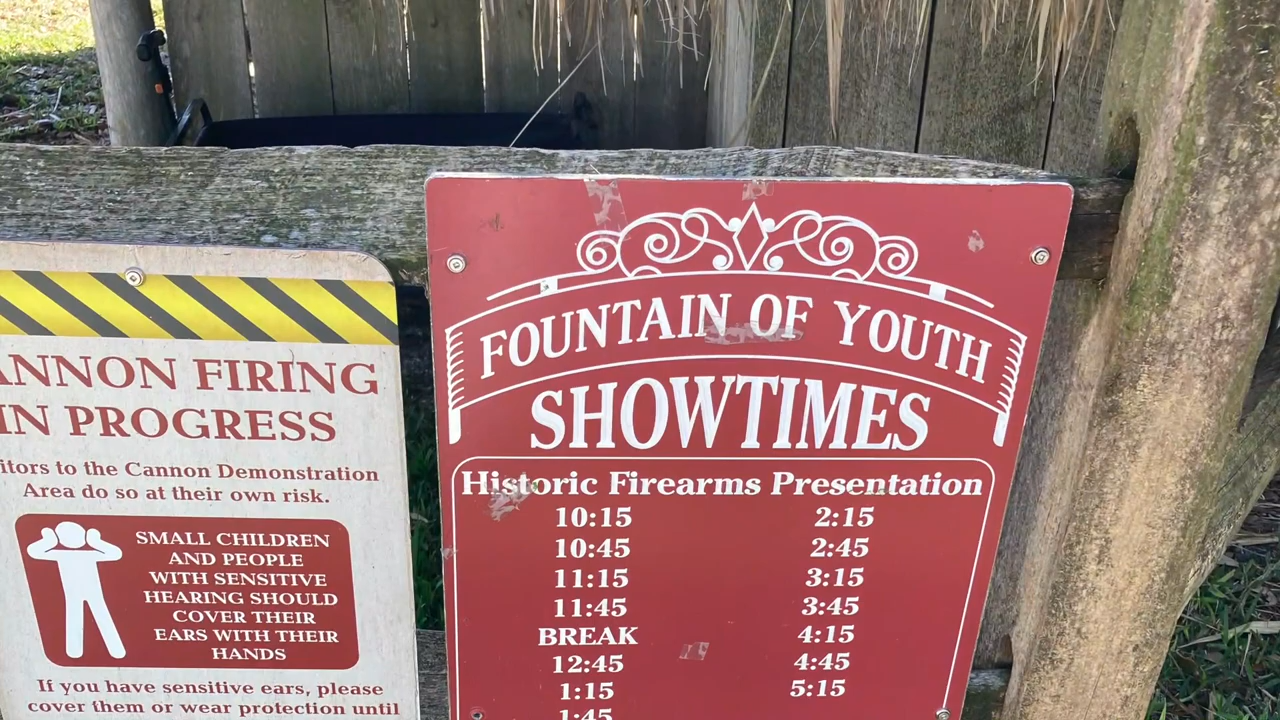 ANNON FIRING
IN PROGRESS
itors to the Cannon Demonstration
Area do so at their own risk.
SMALL CHILDREN
AND PEOPLE
WITH SENSITIVE
HEARING SHOULD
COVER THEIR
EARS WITH THEIR
HANDS
If you have sensitive ears, please
cover them or wear protection until
FOUNTAIN OF YOUTH
SHOWTIMES
Historic Firearms Presentation
10:15 2:15
10:45 2:45
11:15 3:15
11:45 3:45
BREAK 4:15
12:45 4:45
1:15 5:15
1:45